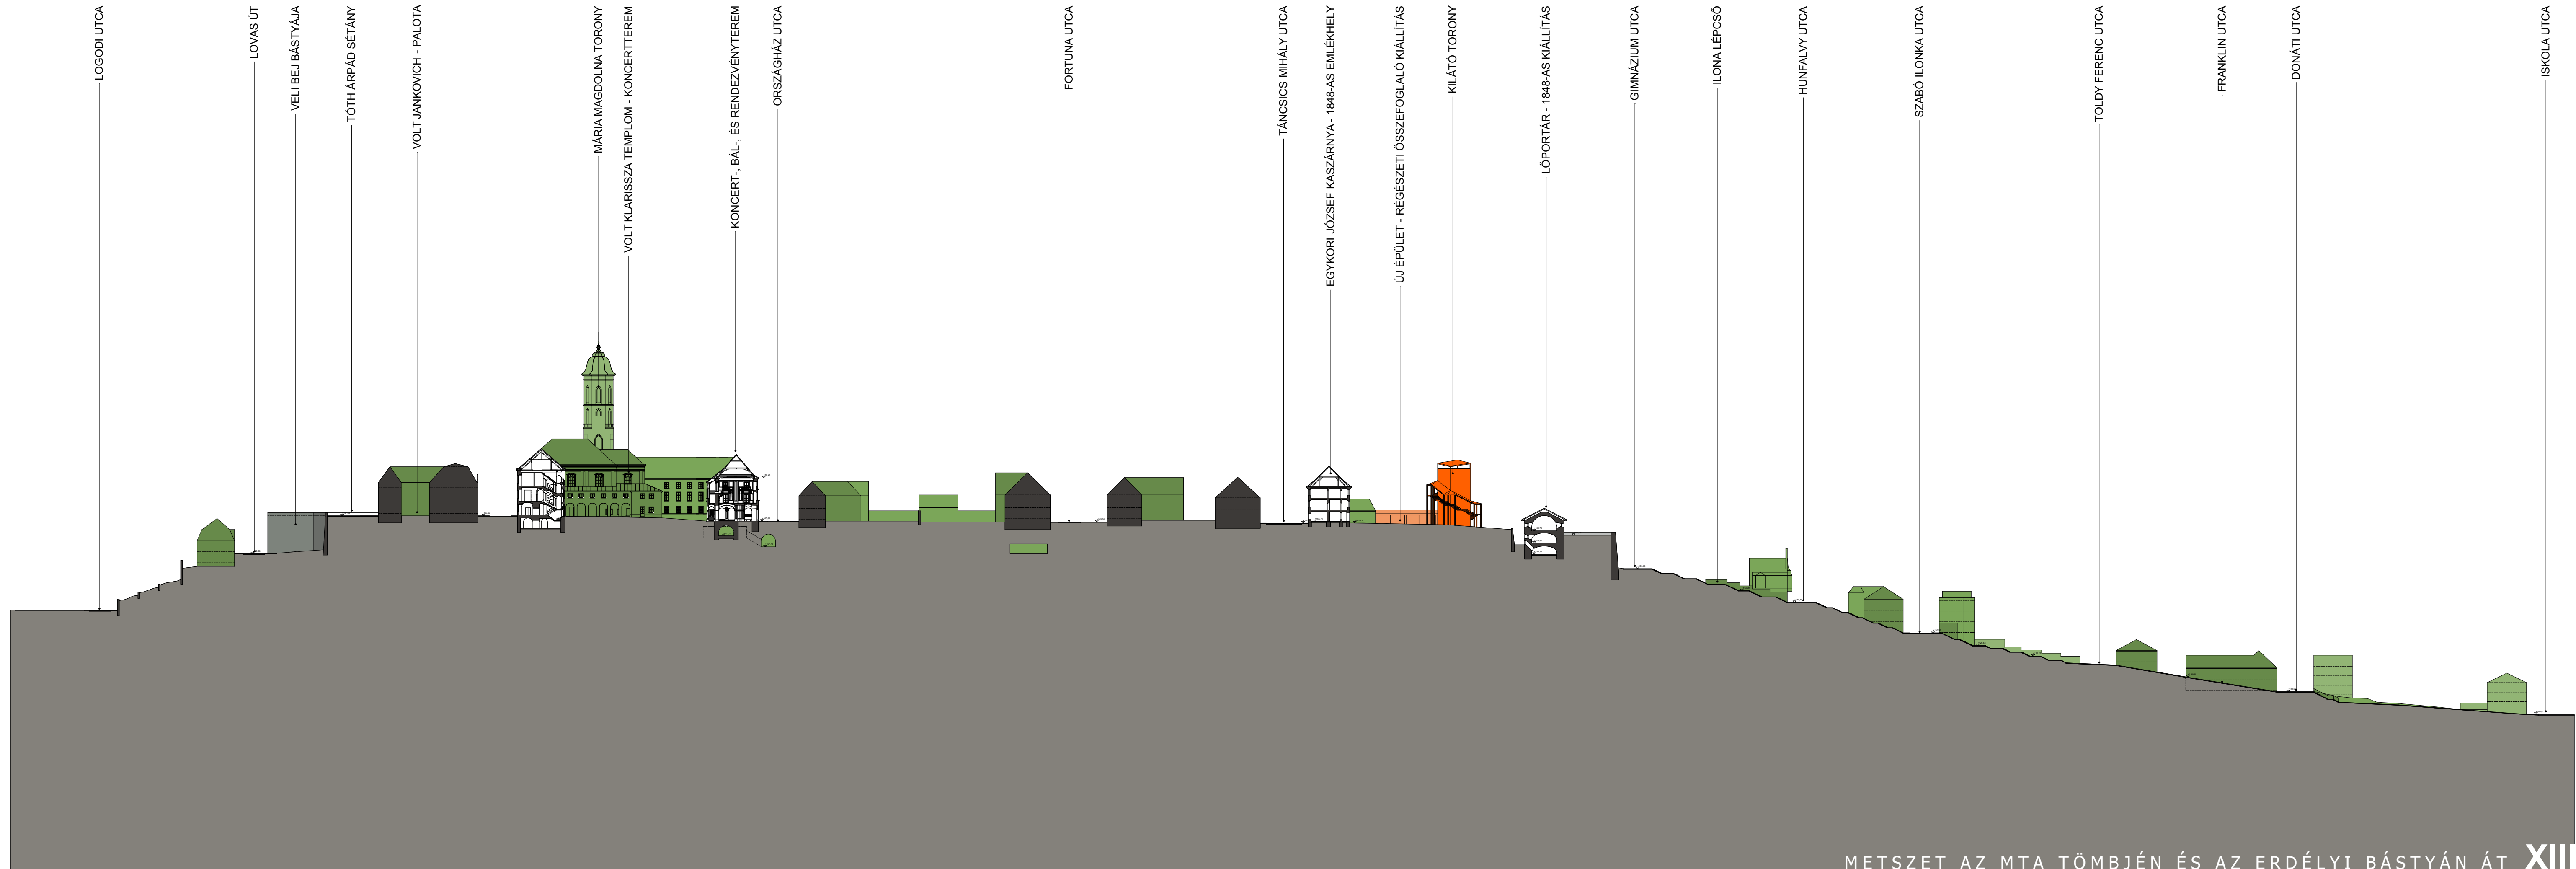 LOGODI UTCA
LOVAS ÚT
VELI BEJ BÁSTYÁJA
TÓTH ÁRPÁD SÉTÁNY
VOLT JANKOVICH - PALOTA
MÁRIA MAGDOLNA TORONY
VOLT KLARISSZA TEMPLOM - KONCERTTEREM
KONCERT-, BÁL-, ÉS RENDEZVÉNYTEREM
ORSZÁGHÁZ UTCA
FORTUNA UTCA
TÁNCSICS MIHÁLY UTCA
EGYKORI JÓZSEF KASZÁRNYA - 1848-AS EMLÉKHELY
ÚJ ÉPÜLET - RÉGÉSZETI ÖSSZEFOGLALÓ KIÁLLÍTÁS
KILÁTÓ TORONY
LŐPORTÁR - 1848-AS KIÁLLÍTÁS
GIMNÁZIUM UTCA
ILONA LÉPCSŐ
HUNFALVY UTCA
SZABÓ ILONKA UTCA
TOLDY FERENC UTCA
FRANKLIN UTCA
DONÁTI UTCA
ISKOLA UTCA
METSZET AZ MTA TÖMBJÉN ÉS AZ ERDÉLYI BÁSTYÁN ÁT XIII